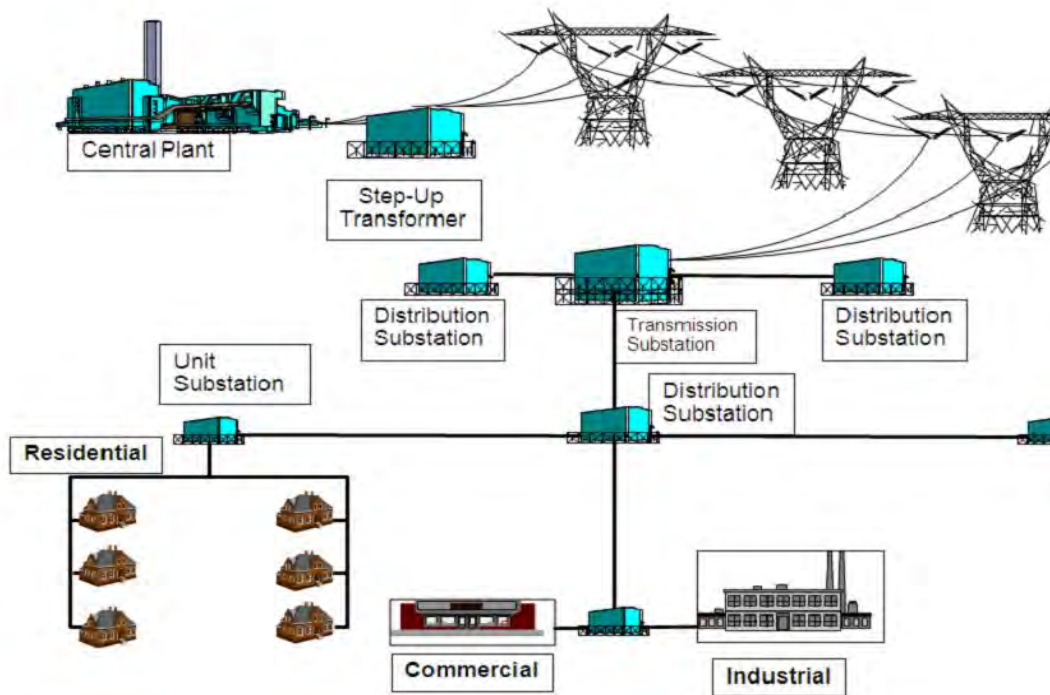 Central Plant
Step-Up
Transformer
Distribution
Substation
Transmission
Substation
Distribution
Substation
Unit
Substation
Distribution
Substation
Residential
Commercial
Industrial